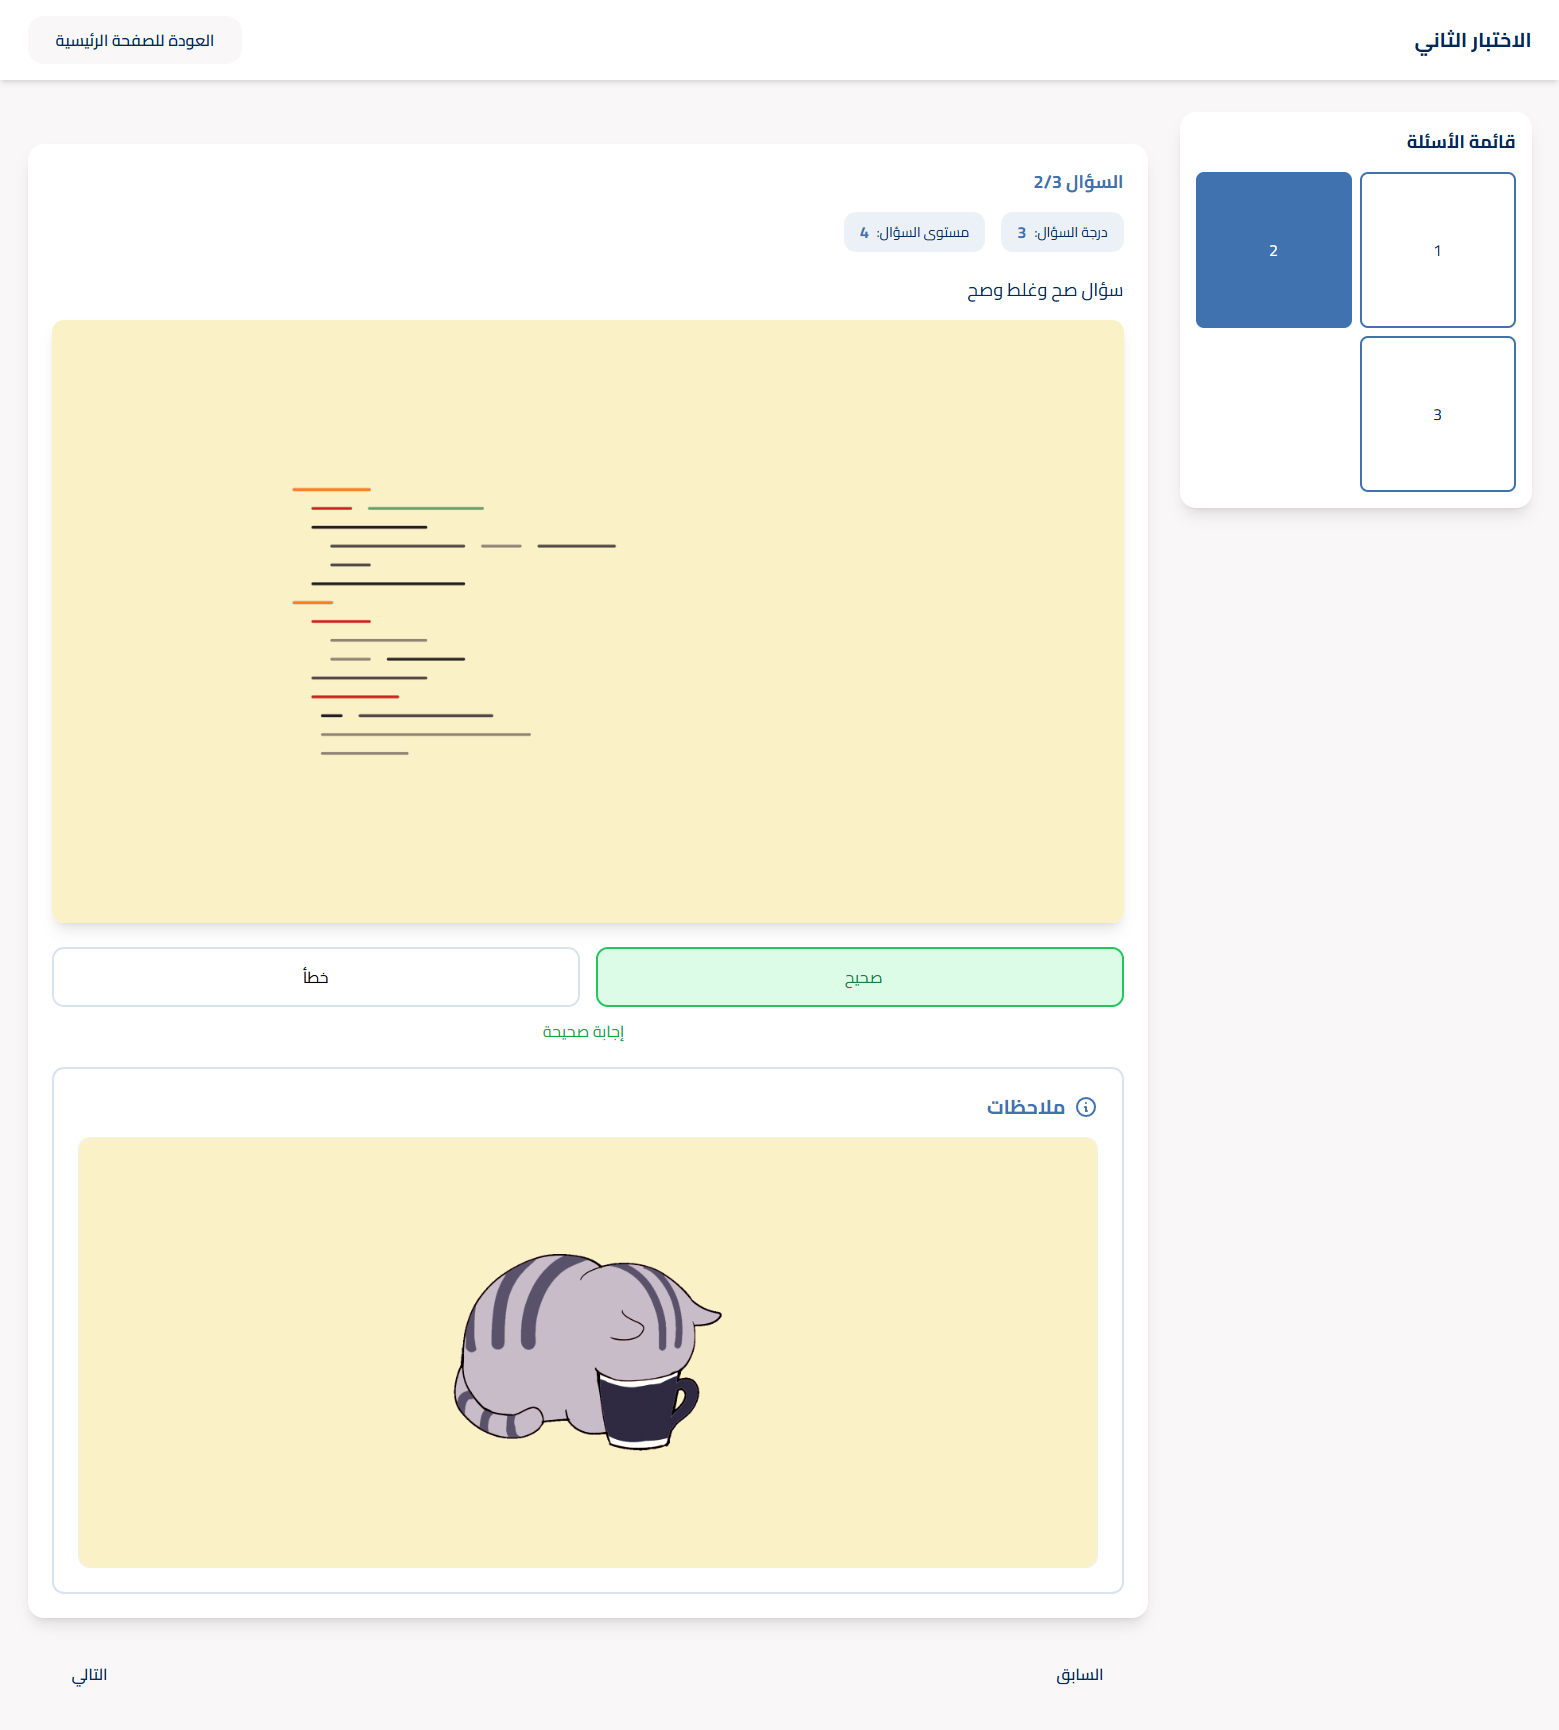 الاختبار الثاني
العودة للصفحة الرئيسية
قائمة الأسئلة
1
2
3
السؤال 2/3
درجة السؤال: 3
مستوى السؤال: 4
سؤال صح وغلط وصح
صحيح
خطأ
إجابة صحيحة
ملاحظات
السابق
التالي